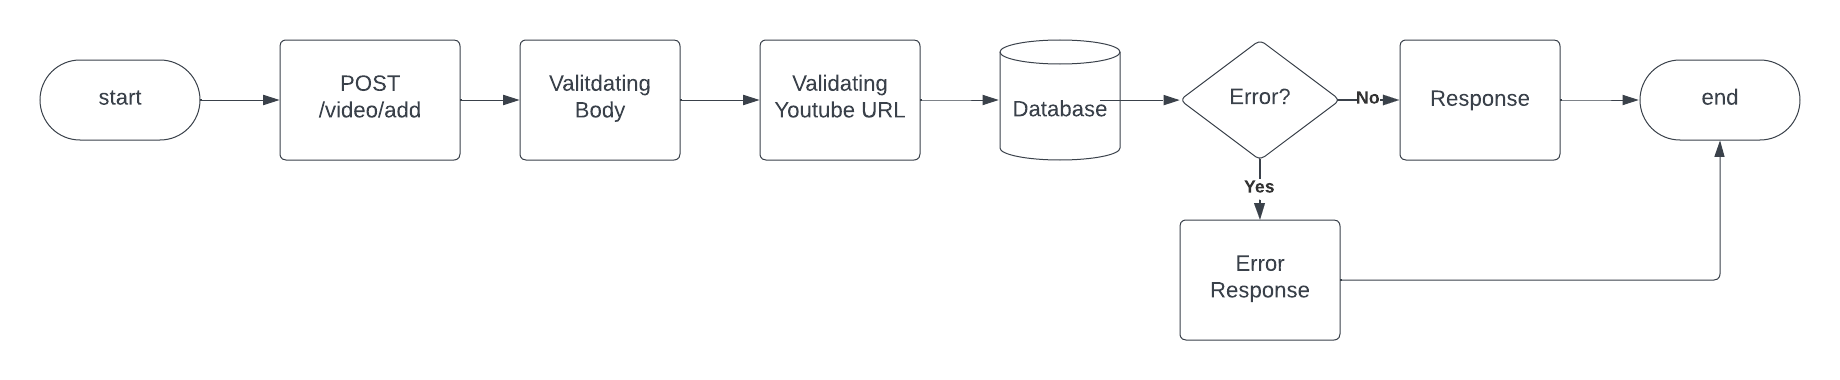 start
POST
/video/add
Valitdating
Body
Validating
Youtube URL
Database
Error?
No
Response
end
Yes
Error
Response